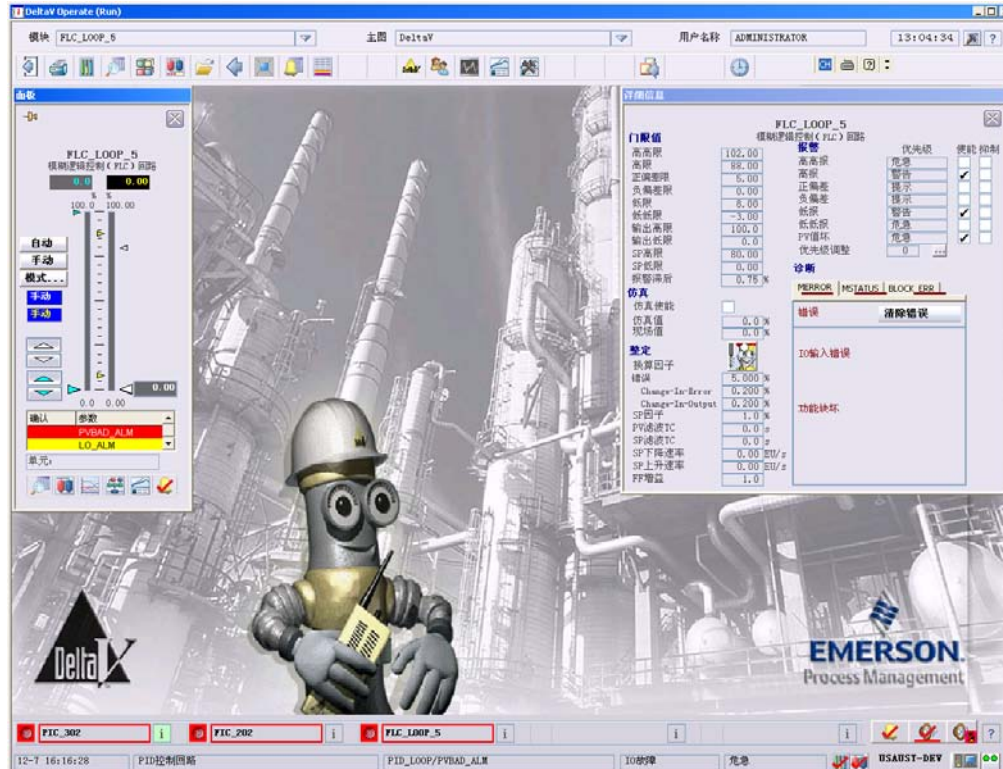 DeltaV Operate (Run)
模块 FLC_LOOP_5 主图 DeltaV 用户名称 ADMINISTRATOR 13:04:34 ?
CH ?
面板
FLC_LOOP_5
模糊逻辑控制(FLC)回路
0.0 0.00
% %
100.0 100.00
自动
手动
模式...
手动
手动
0.00
0.0 0.00
确认 参数
PVBAD_ALM
LO_ALM
单元:
详细信息
FLC_LOOP_5
模糊逻辑控制(FLC)回路
门限值
高高限 102.00
高限 98.00
正偏差限 5.00
负偏差限 0.00
低限 8.00
低低限 -3.00
输出高限 100.0
输出低限 0.0
SP高限 80.00
SP低限 0.00
报警滞后 0.75 %
仿真
仿真使能
仿真值 0.0 %
现场值 0.0 %
整定
换算因子
错误 5.000 %
Change-In-Error 0.200 %
Change-In-Output 0.200 %
SP因子 1.0 %
PV滤波TC 0.0 s
SP滤波TC 0.0 s
SP下降速率 0.00 EU/s
SP上升速率 0.00 EU/s
FF增益 1.0
报警 优先级 使能 抑制
高高报 危急
高报 警告
正偏差 提示
负偏差 提示
低报 警告
低低报 危急
PV值坏 危急
优先级调整 0 ...
诊断
MERROR MSTATUS BLOCK_ERR
错误 清除错误
IO输入错误
功能块坏
DeltaV
EMERSON.
Process Management
PIC_302 i FIC_202 i FLC_LOOP_5 i i i ?
12-7 16:16:28 PID控制回路 PID_LOOP/PVBAD_ALM IO故障 危急 USAUST-DEV